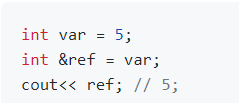 int var = 5;
int &ref = var;
cout<< ref; // 5;